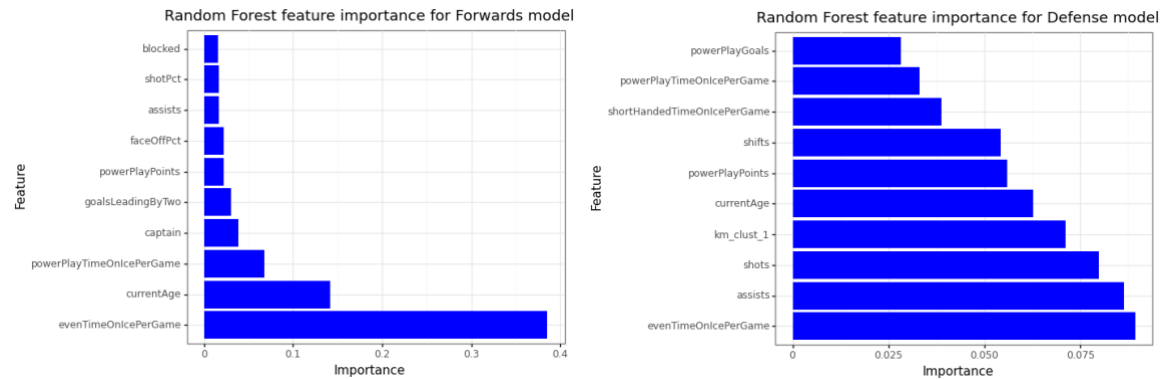 Random Forest feature importance for Forwards model
Feature
blocked
shotPct
assists
faceOffPct
powerPlayPoints
goalsLeadingByTwo
captain
powerPlayTimeOnIcePerGame
currentAge
evenTimeOnIcePerGame
0 0.1 0.2 0.3 0.4
Importance
Random Forest feature importance for Defense model
Feature
powerPlayGoals
powerPlayTimeOnIcePerGame
shortHandedTimeOnIcePerGame
shifts
powerPlayPoints
currentAge
km_clust_1
shots
assists
evenTimeOnIcePerGame
0 0.025 0.050 0.075
Importance